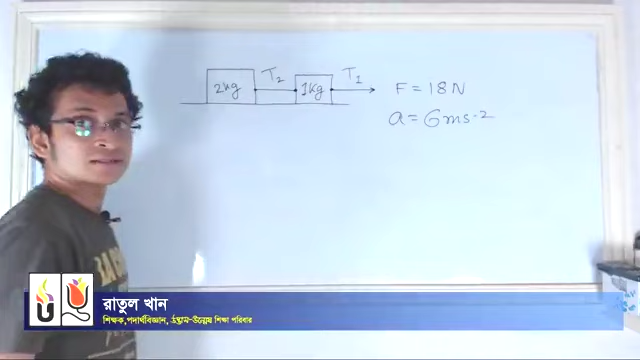 T₂ T₁
2kg 1kg F = 18N
a = 6ms-2
রাতুল খান
শিক্ষক,পদার্থবিজ্ঞান, উদ্ভাস-উন্মেষ শিক্ষা পরিবার